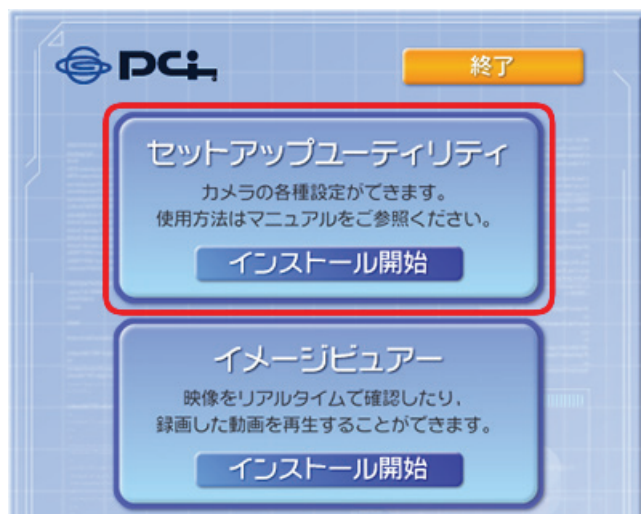 PCi
終了
セットアップユーティリティ
カメラの各種設定ができます。
使用方法はマニュアルをご参照ください。
インストール開始
イメージビュアー
映像をリアルタイムで確認したり、
録画した動画を再生することができます。
インストール開始